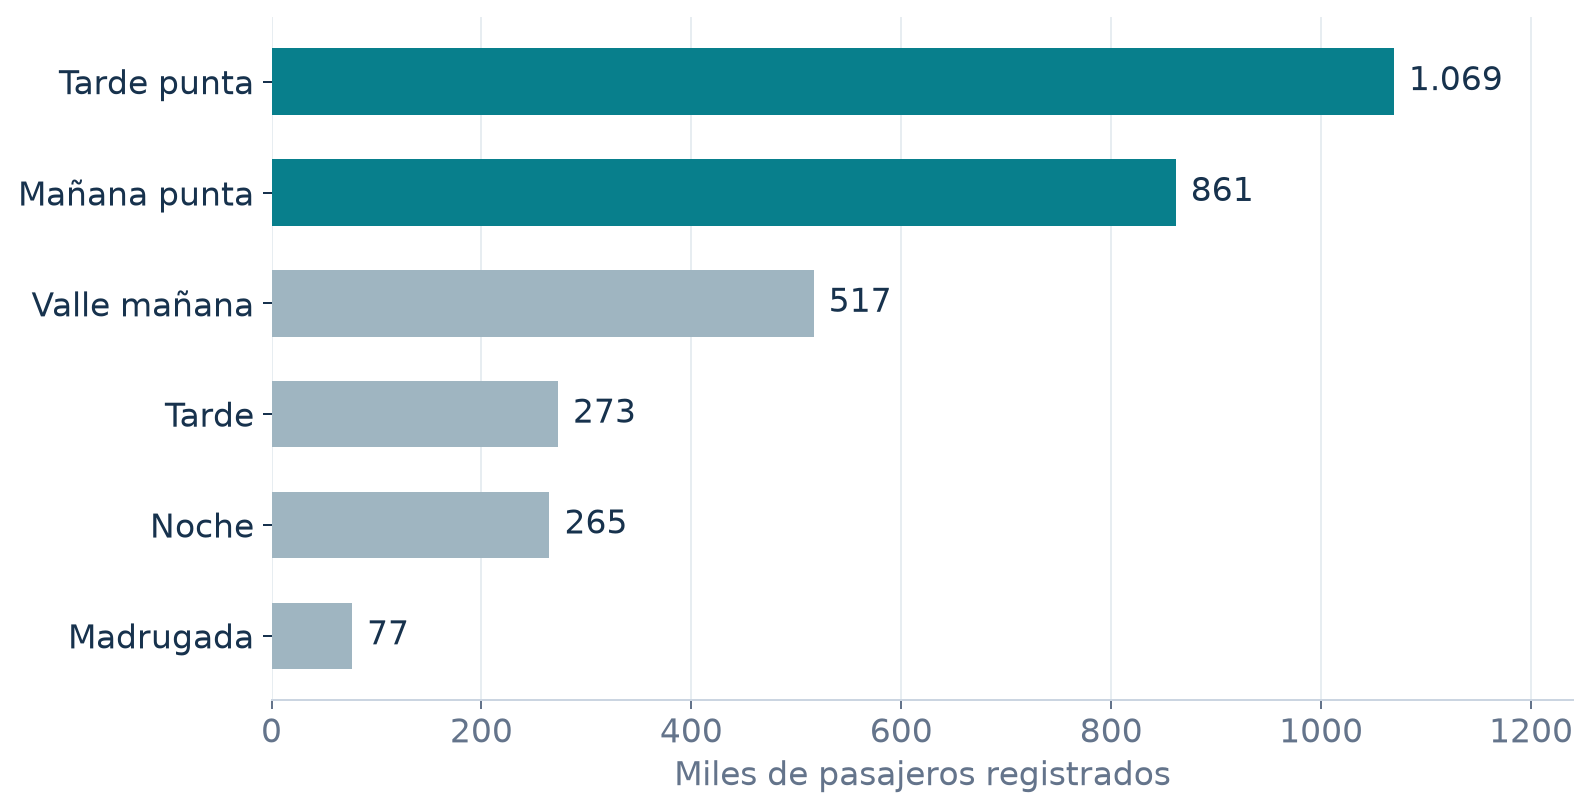 Tarde punta 1.069
Mañana punta 861
Valle mañana 517
Tarde 273
Noche 265
Madrugada 77
0 200 400 600 800 1000 1200
Miles de pasajeros registrados